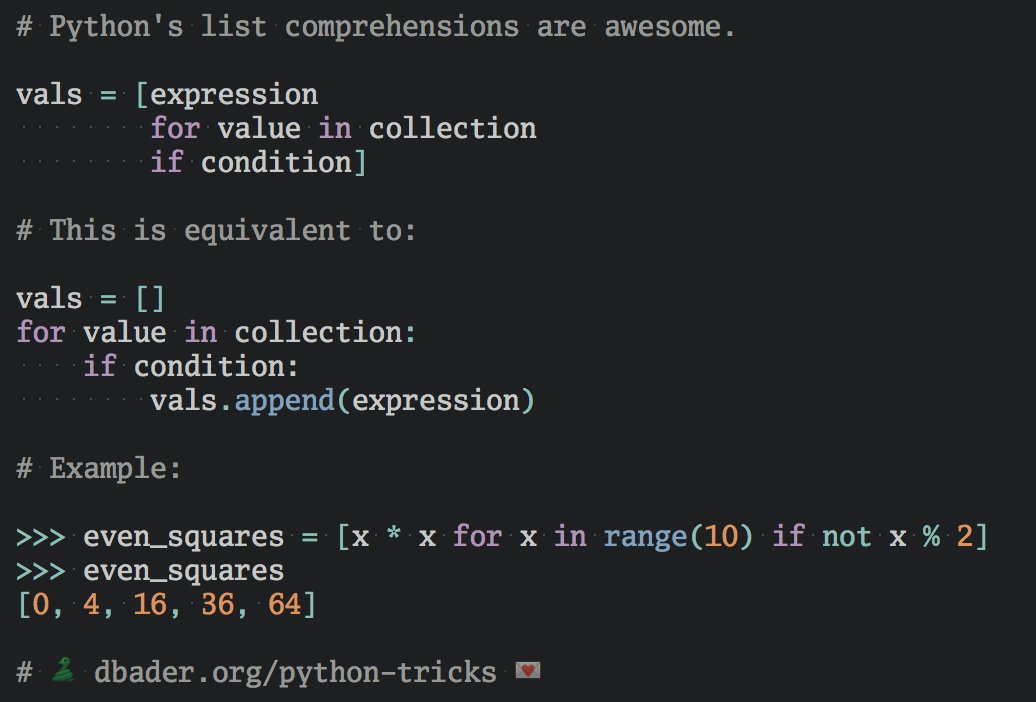 # Python's list comprehensions are awesome.

vals = [expression
        for value in collection
        if condition]

# This is equivalent to:

vals = []
for value in collection:
    if condition:
        vals.append(expression)

# Example:

>>> even_squares = [x * x for x in range(10) if not x % 2]
>>> even_squares
[0, 4, 16, 36, 64]

# 🐍 dbader.org/python-tricks 💌